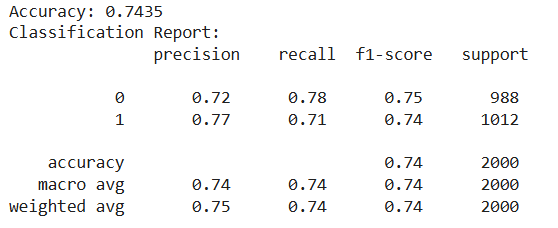 Accuracy: 0.7435
Classification Report:
precision recall f1-score support
0 0.72 0.78 0.75 988
1 0.77 0.71 0.74 1012
accuracy 0.74 2000
macro avg 0.74 0.74 0.74 2000
weighted avg 0.75 0.74 0.74 2000